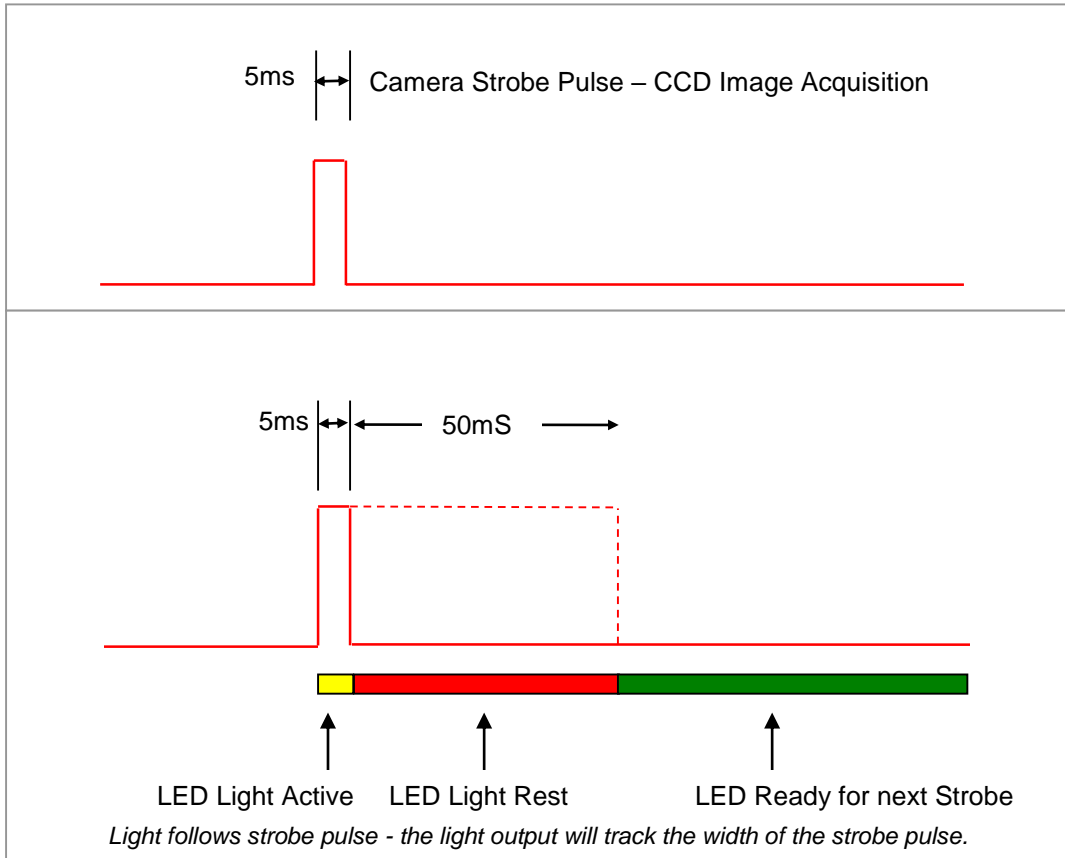 5ms Camera Strobe Pulse – CCD Image Acquisition
5ms 50mS
LED Light Active LED Light Rest LED Ready for next Strobe
Light follows strobe pulse - the light output will track the width of the strobe pulse.